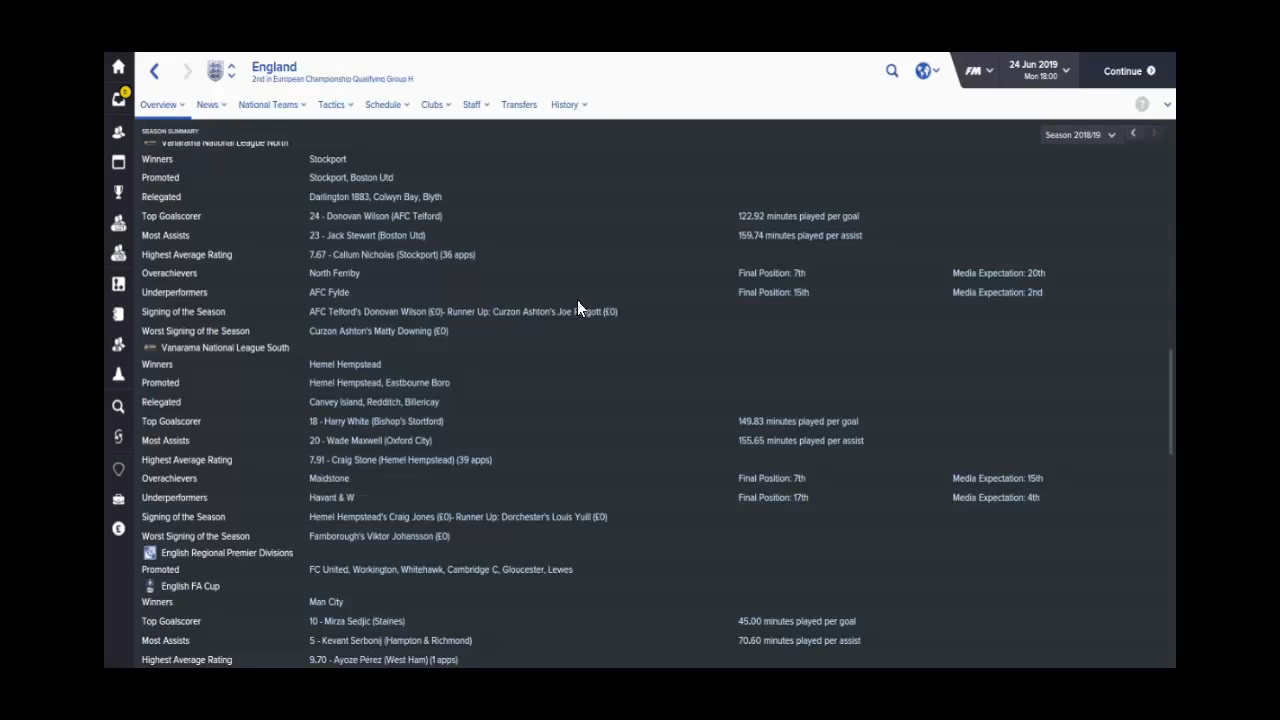 England
2nd in European Championship Qualifying Group H
FM
24 Jun 2019
Mon 18:00
Continue
Overview News National Teams Tactics Schedule Clubs Staff Transfers History
?
SEASON SUMMARY
Season 2018/19
Vanarama National League North
Winners Stockport
Promoted Stockport, Boston Utd
Relegated Darlington 1883, Colwyn Bay, Blyth
Top Goalscorer 24 - Donovan Wilson (AFC Telford) 122.92 minutes played per goal
Most Assists 23 - Jack Stewart (Boston Utd) 159.74 minutes played per assist
Highest Average Rating 7.67 - Callum Nicholas (Stockport) (36 apps)
Overachievers North Ferriby Final Position: 7th Media Expectation: 20th
Underperformers AFC Fylde Final Position: 15th Media Expectation: 2nd
Signing of the Season AFC Telford's Donovan Wilson (£0)- Runner Up: Curzon Ashton's Joe (£0)
Worst Signing of the Season Curzon Ashton's Matty Downing (£0)
Vanarama National League South
Winners Hemel Hempstead
Promoted Hemel Hempstead, Eastbourne Boro
Relegated Canvey Island, Redditch, Billericay
Top Goalscorer 18 - Harry White (Bishop's Stortford) 149.83 minutes played per goal
Most Assists 20 - Wade Maxwell (Oxford City) 155.65 minutes played per assist
Highest Average Rating 7.91 - Craig Stone (Hemel Hempstead) (39 apps)
Overachievers Maidstone Final Position: 7th Media Expectation: 15th
Underperformers Havant & W Final Position: 17th Media Expectation: 4th
Signing of the Season Hemel Hempstead's Craig Jones (£0)- Runner Up: Dorchester's Louis Yuill (£0)
Worst Signing of the Season Farnborough's Viktor Johansson (£0)
English Regional Premier Divisions
Promoted FC United, Workington, Whitehawk, Cambridge C, Gloucester, Lewes
English FA Cup
Winners Man City
Top Goalscorer 10 - Mirza Sedjic (Staines) 45.00 minutes played per goal
Most Assists 5 - Kevant Serbonij (Hampton & Richmond) 70.60 minutes played per assist
Highest Average Rating 9.70 - Ayoze Pérez (West Ham) (1 apps)